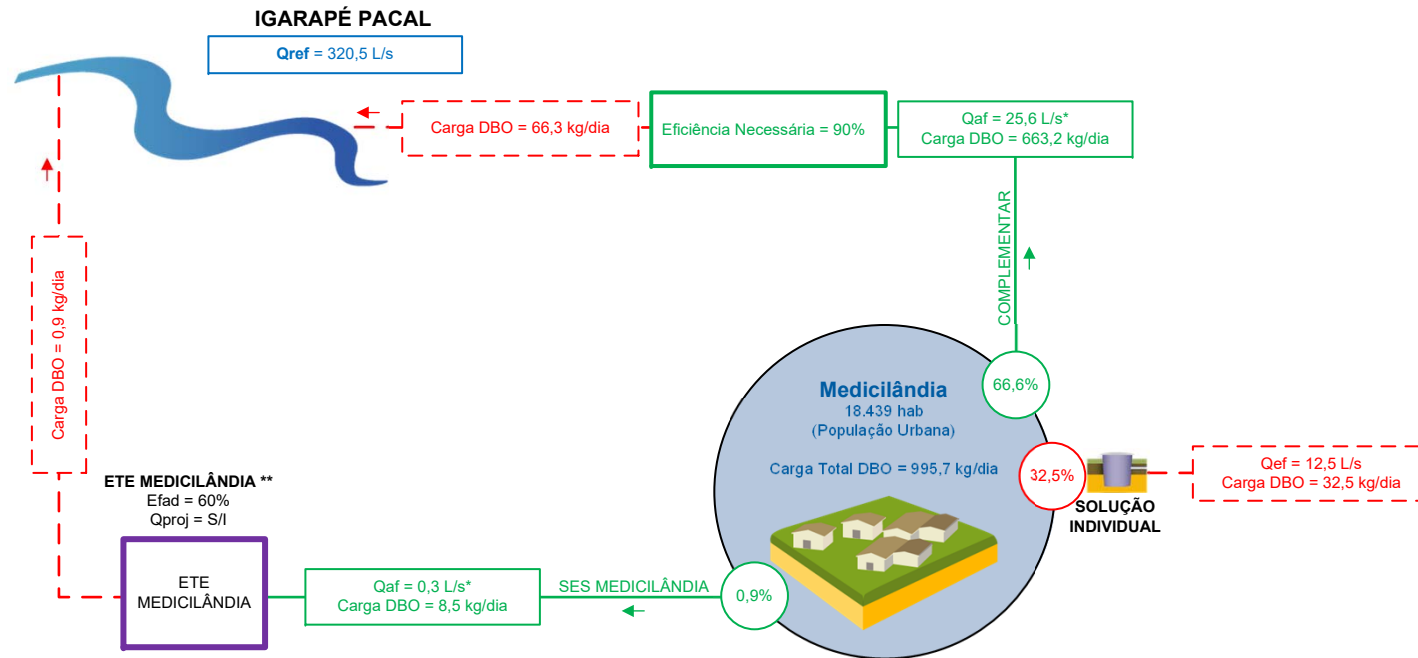 IGARAPÉ PACAL
Qref = 320,5 L/s
Carga DBO = 66,3 kg/dia
Eficiência Necessária = 90%
Qaf = 25,6 L/s*
Carga DBO = 663,2 kg/dia
COMPLEMENTAR
Carga DBO = 0,9 kg/dia
66,6%
Medicilândia
18.439 hab
(População Urbana)
Carga Total DBO = 995,7 kg/dia
32,5%
SOLUÇÃO
INDIVIDUAL
Qef = 12,5 L/s
Carga DBO = 32,5 kg/dia
ETE MEDICILÂNDIA **
Efad = 60%
Qproj = S/I
ETE
MEDICILÂNDIA
Qaf = 0,3 L/s*
Carga DBO = 8,5 kg/dia
SES MEDICILÂNDIA
0,9%